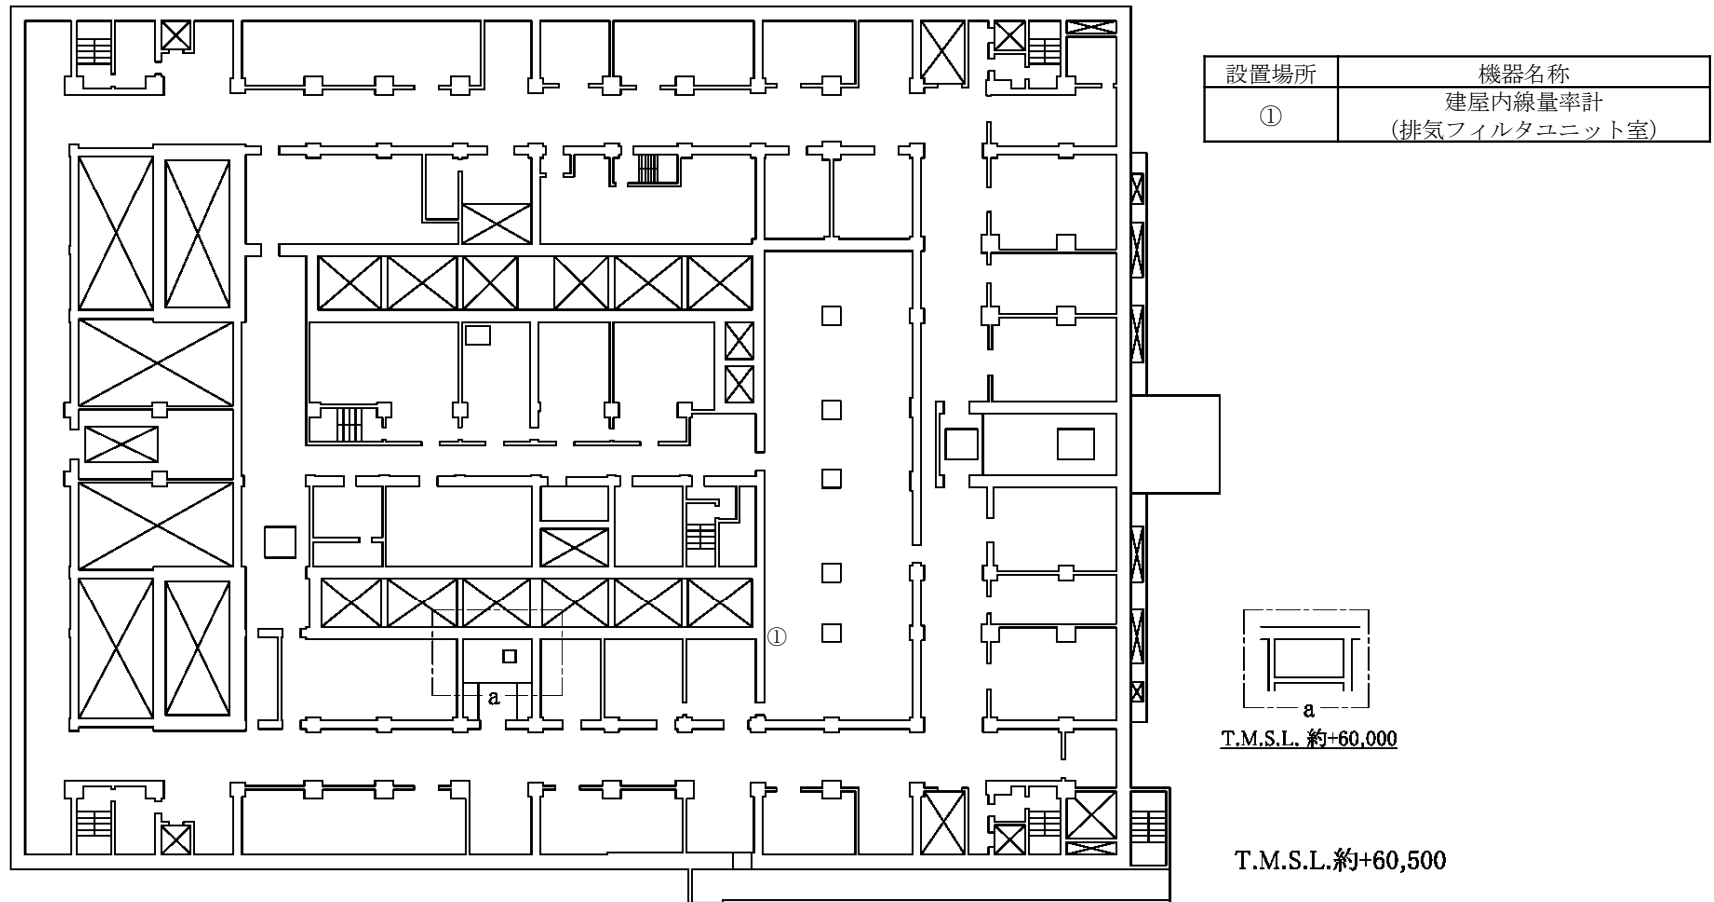 設置場所 機器名称
① 建屋内線量率計
（排気フィルタユニット室）
①
a
a
T.M.S.L. 約+60,000
T.M.S.L.約+60,500